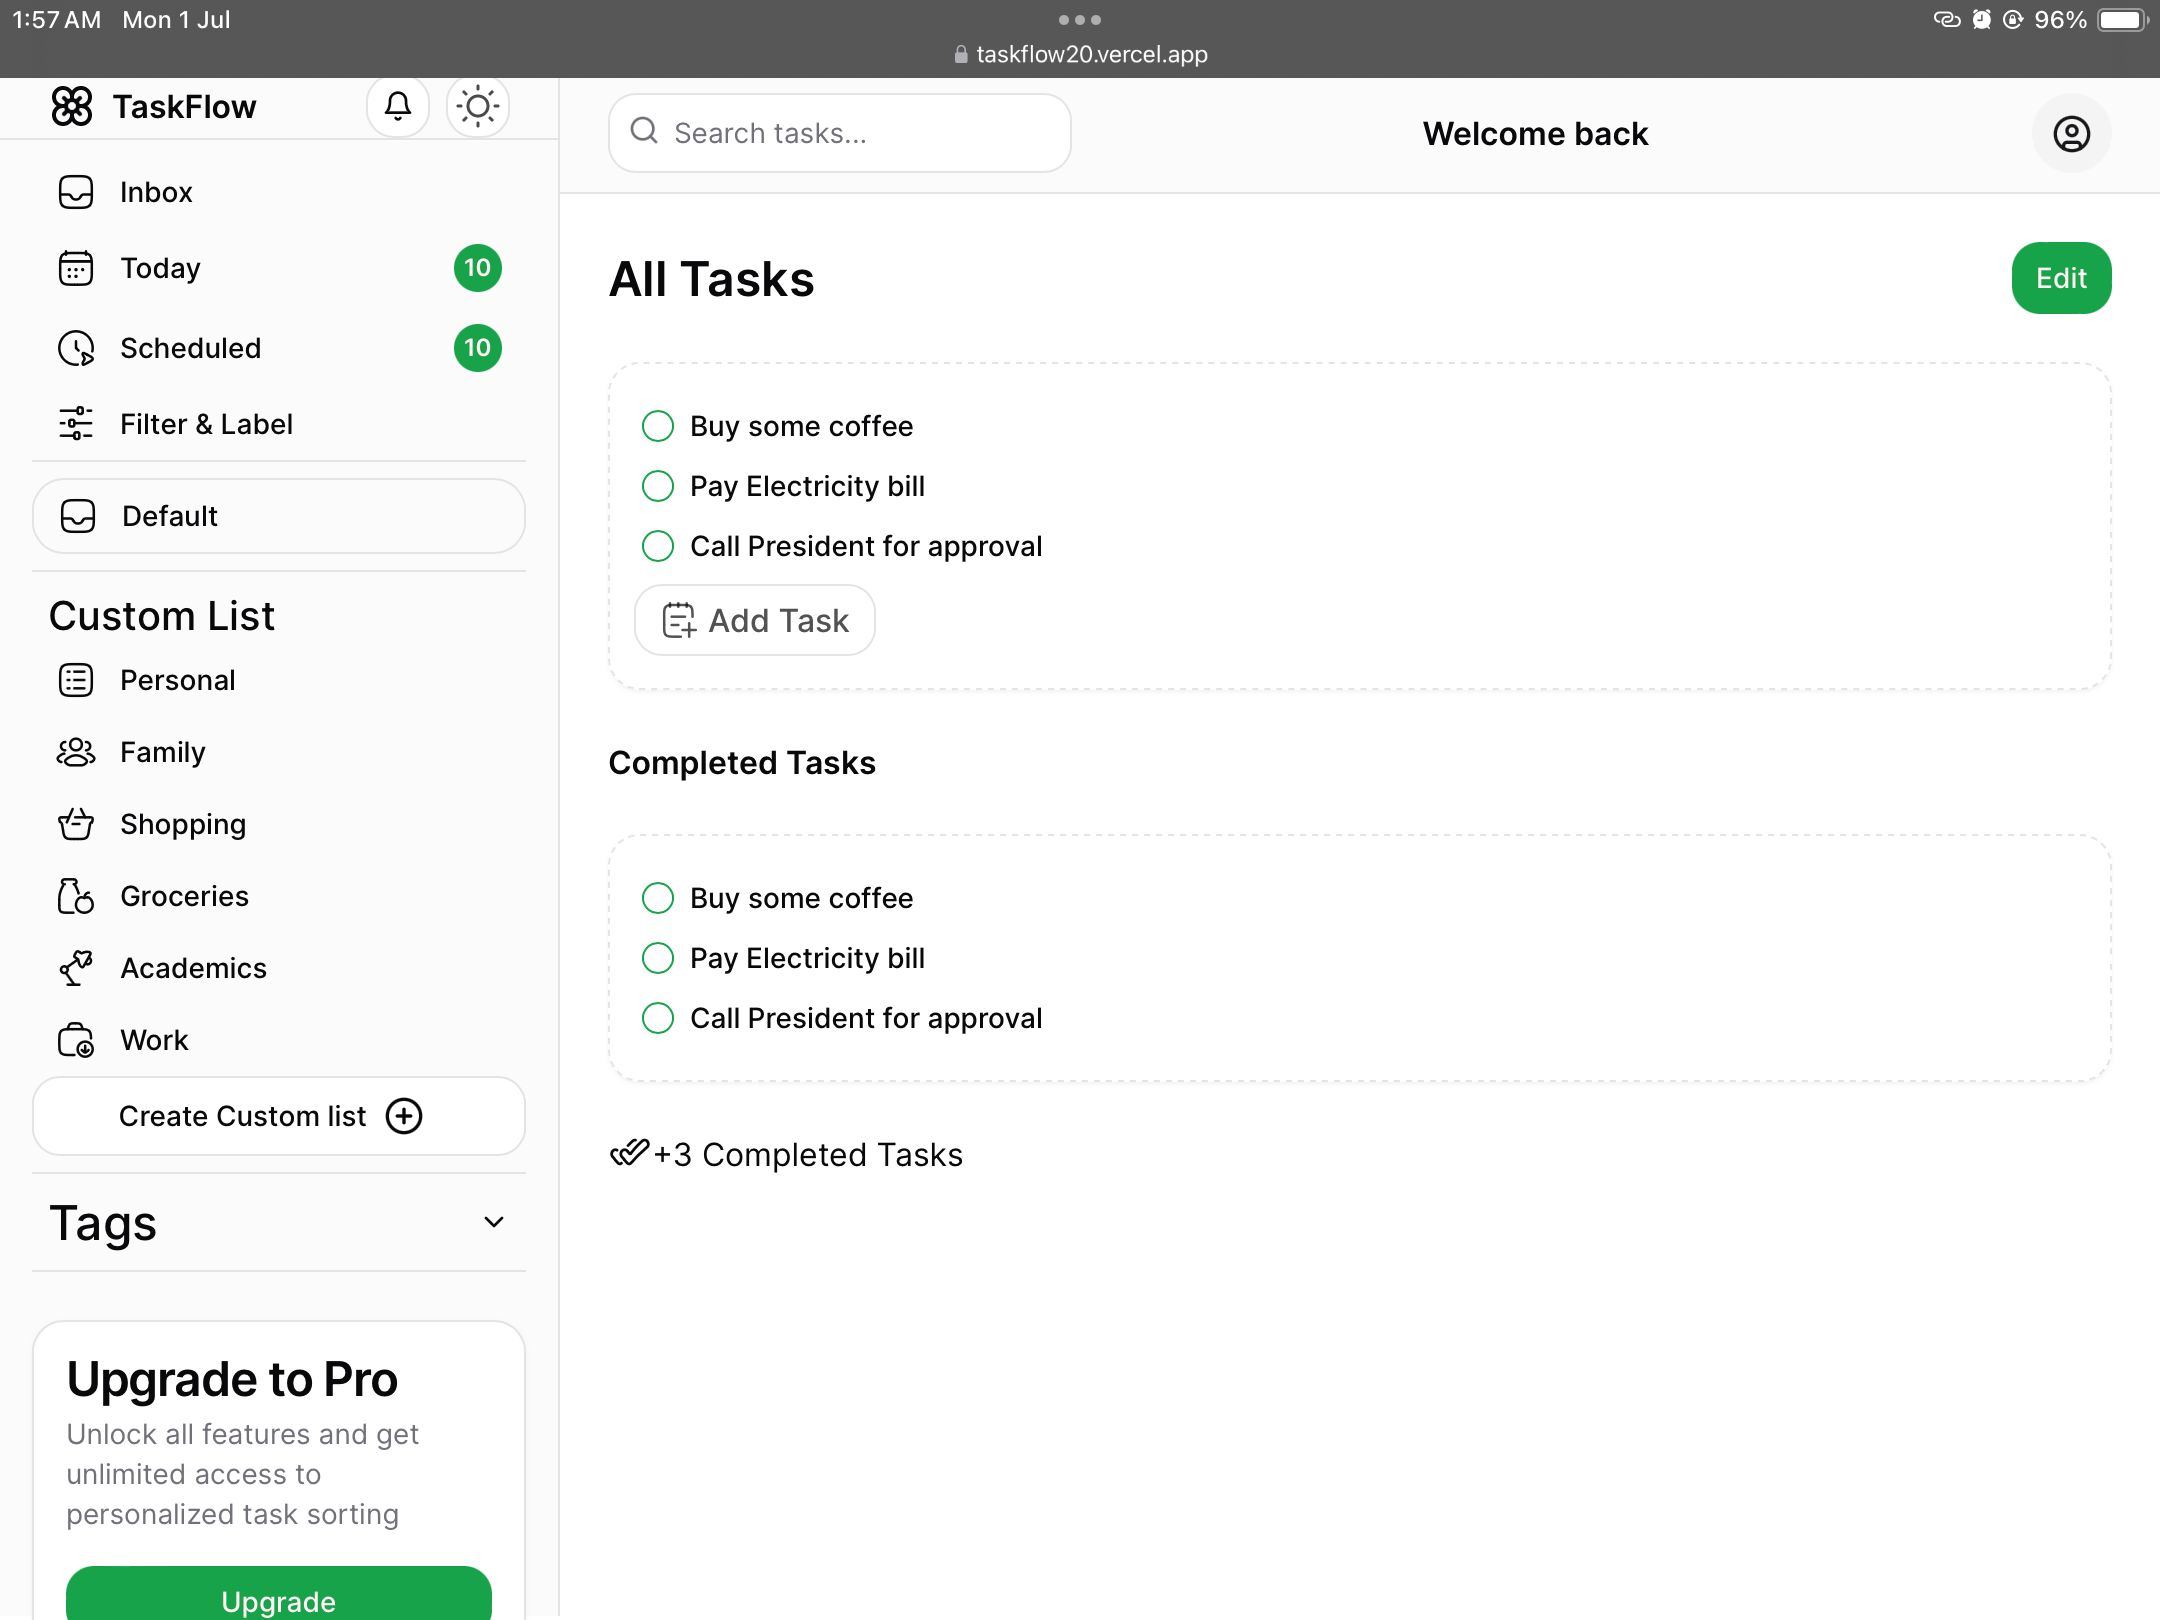 1:57 AM Mon 1 Jul
96%
taskflow20.vercel.app
TaskFlow
Inbox
Today 10
Scheduled 10
Filter & Label
Default
Custom List
Personal
Family
Shopping
Groceries
Academics
Work
Create Custom list
Tags
Upgrade to Pro
Unlock all features and get
unlimited access to
personalized task sorting
Upgrade
Search tasks...
Welcome back
All Tasks
Edit
Buy some coffee
Pay Electricity bill
Call President for approval
Add Task
Completed Tasks
Buy some coffee
Pay Electricity bill
Call President for approval
+3 Completed Tasks